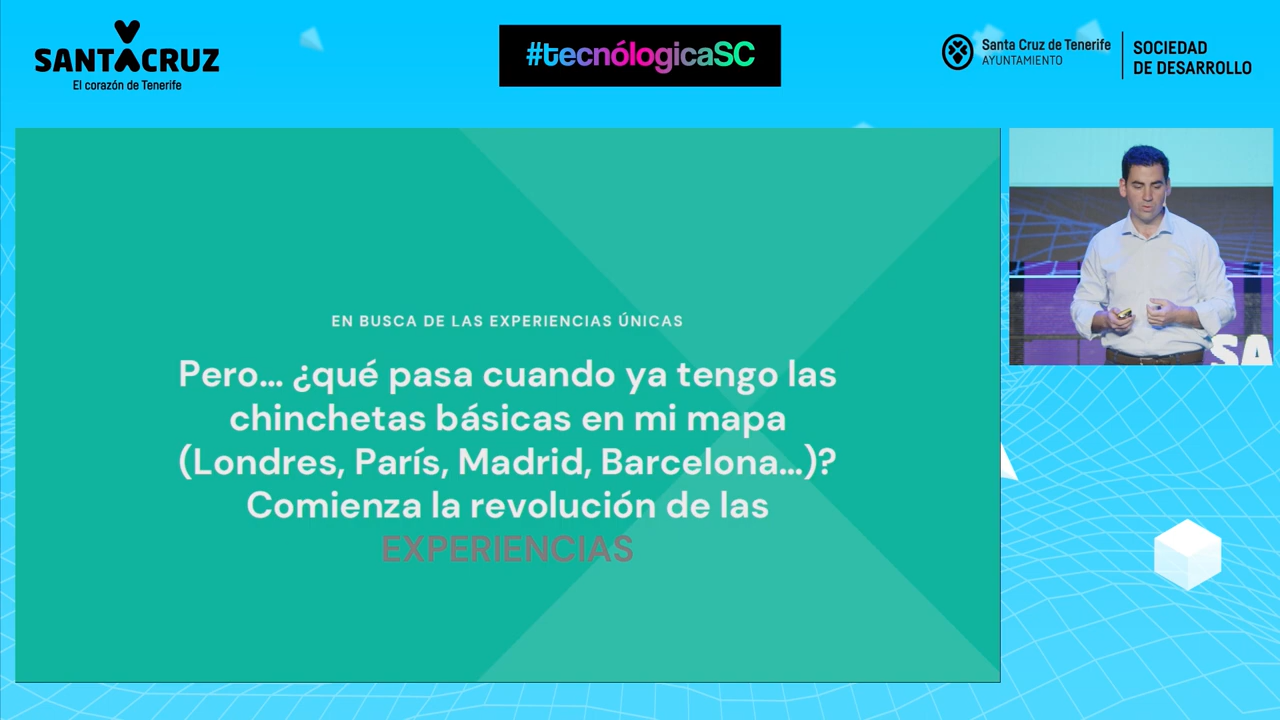 SANTACRUZ
El corazón de Tenerife
#tecnólogicaSC
Santa Cruz de Tenerife
AYUNTAMIENTO
SOCIEDAD
DE DESARROLLO
EN BUSCA DE LAS EXPERIENCIAS ÚNICAS
Pero... ¿qué pasa cuando ya tengo las
chinchetas básicas en mi mapa
(Londres, París, Madrid, Barcelona...)?
Comienza la revolución de las
EXPERIENCIAS
SA